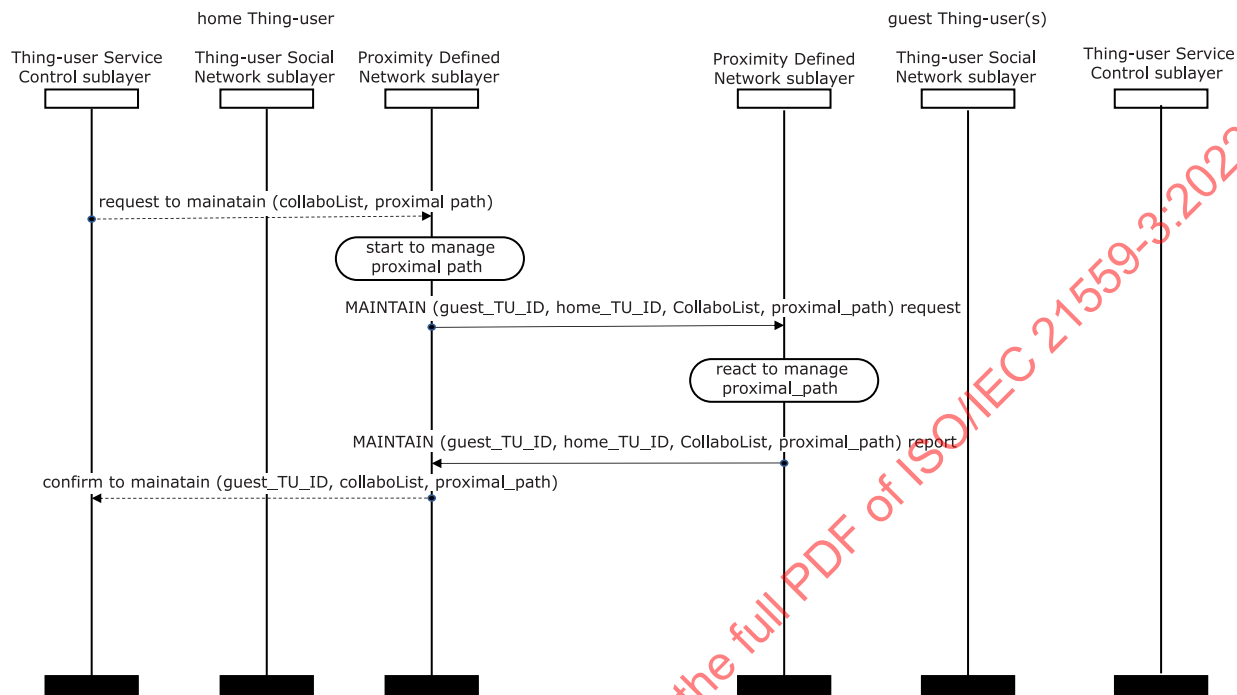 home Thing-user
guest Thing-user(s)
Thing-user Service
Control sublayer
Thing-user Social
Network sublayer
Proximity Defined
Network sublayer
Proximity Defined
Network sublayer
Thing-user Social
Network sublayer
Thing-user Service
Control sublayer
request to mainatain (collaboList, proximal path)
start to manage
proximal path
MAINTAIN (guest_TU_ID, home_TU_ID, CollaboList, proximal_path) request
react to manage
proximal_path
MAINTAIN (guest_TU_ID, home_TU_ID, CollaboList, proximal_path) report
confirm to mainatain (guest_TU_ID, collaboList, proximal_path)
the full PDF of ISO/IEC 21559-3:202